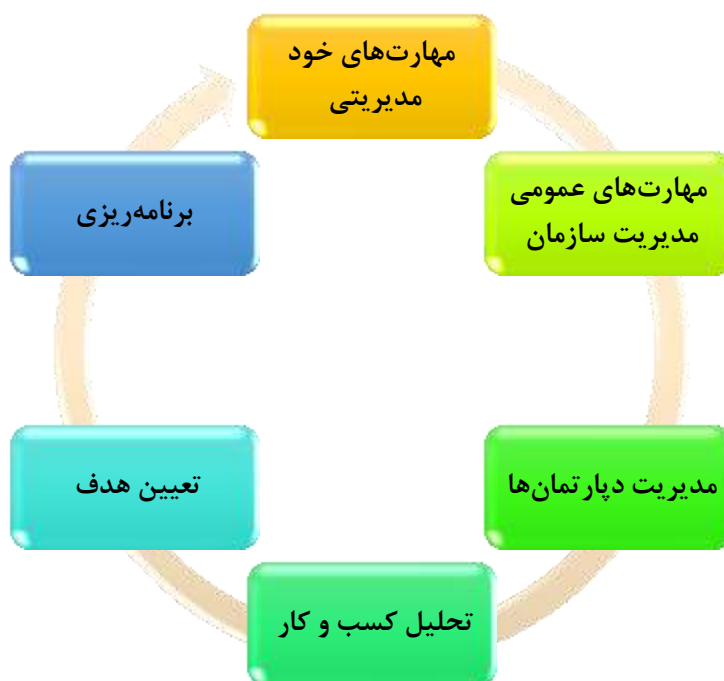 مهارت‌های خود
مدیریتی
مهارت‌های عمومی
مدیریت سازمان
مدیریت دپارتمان‌ها
تحلیل کسب و کار
تعیین هدف
برنامه‌ریزی